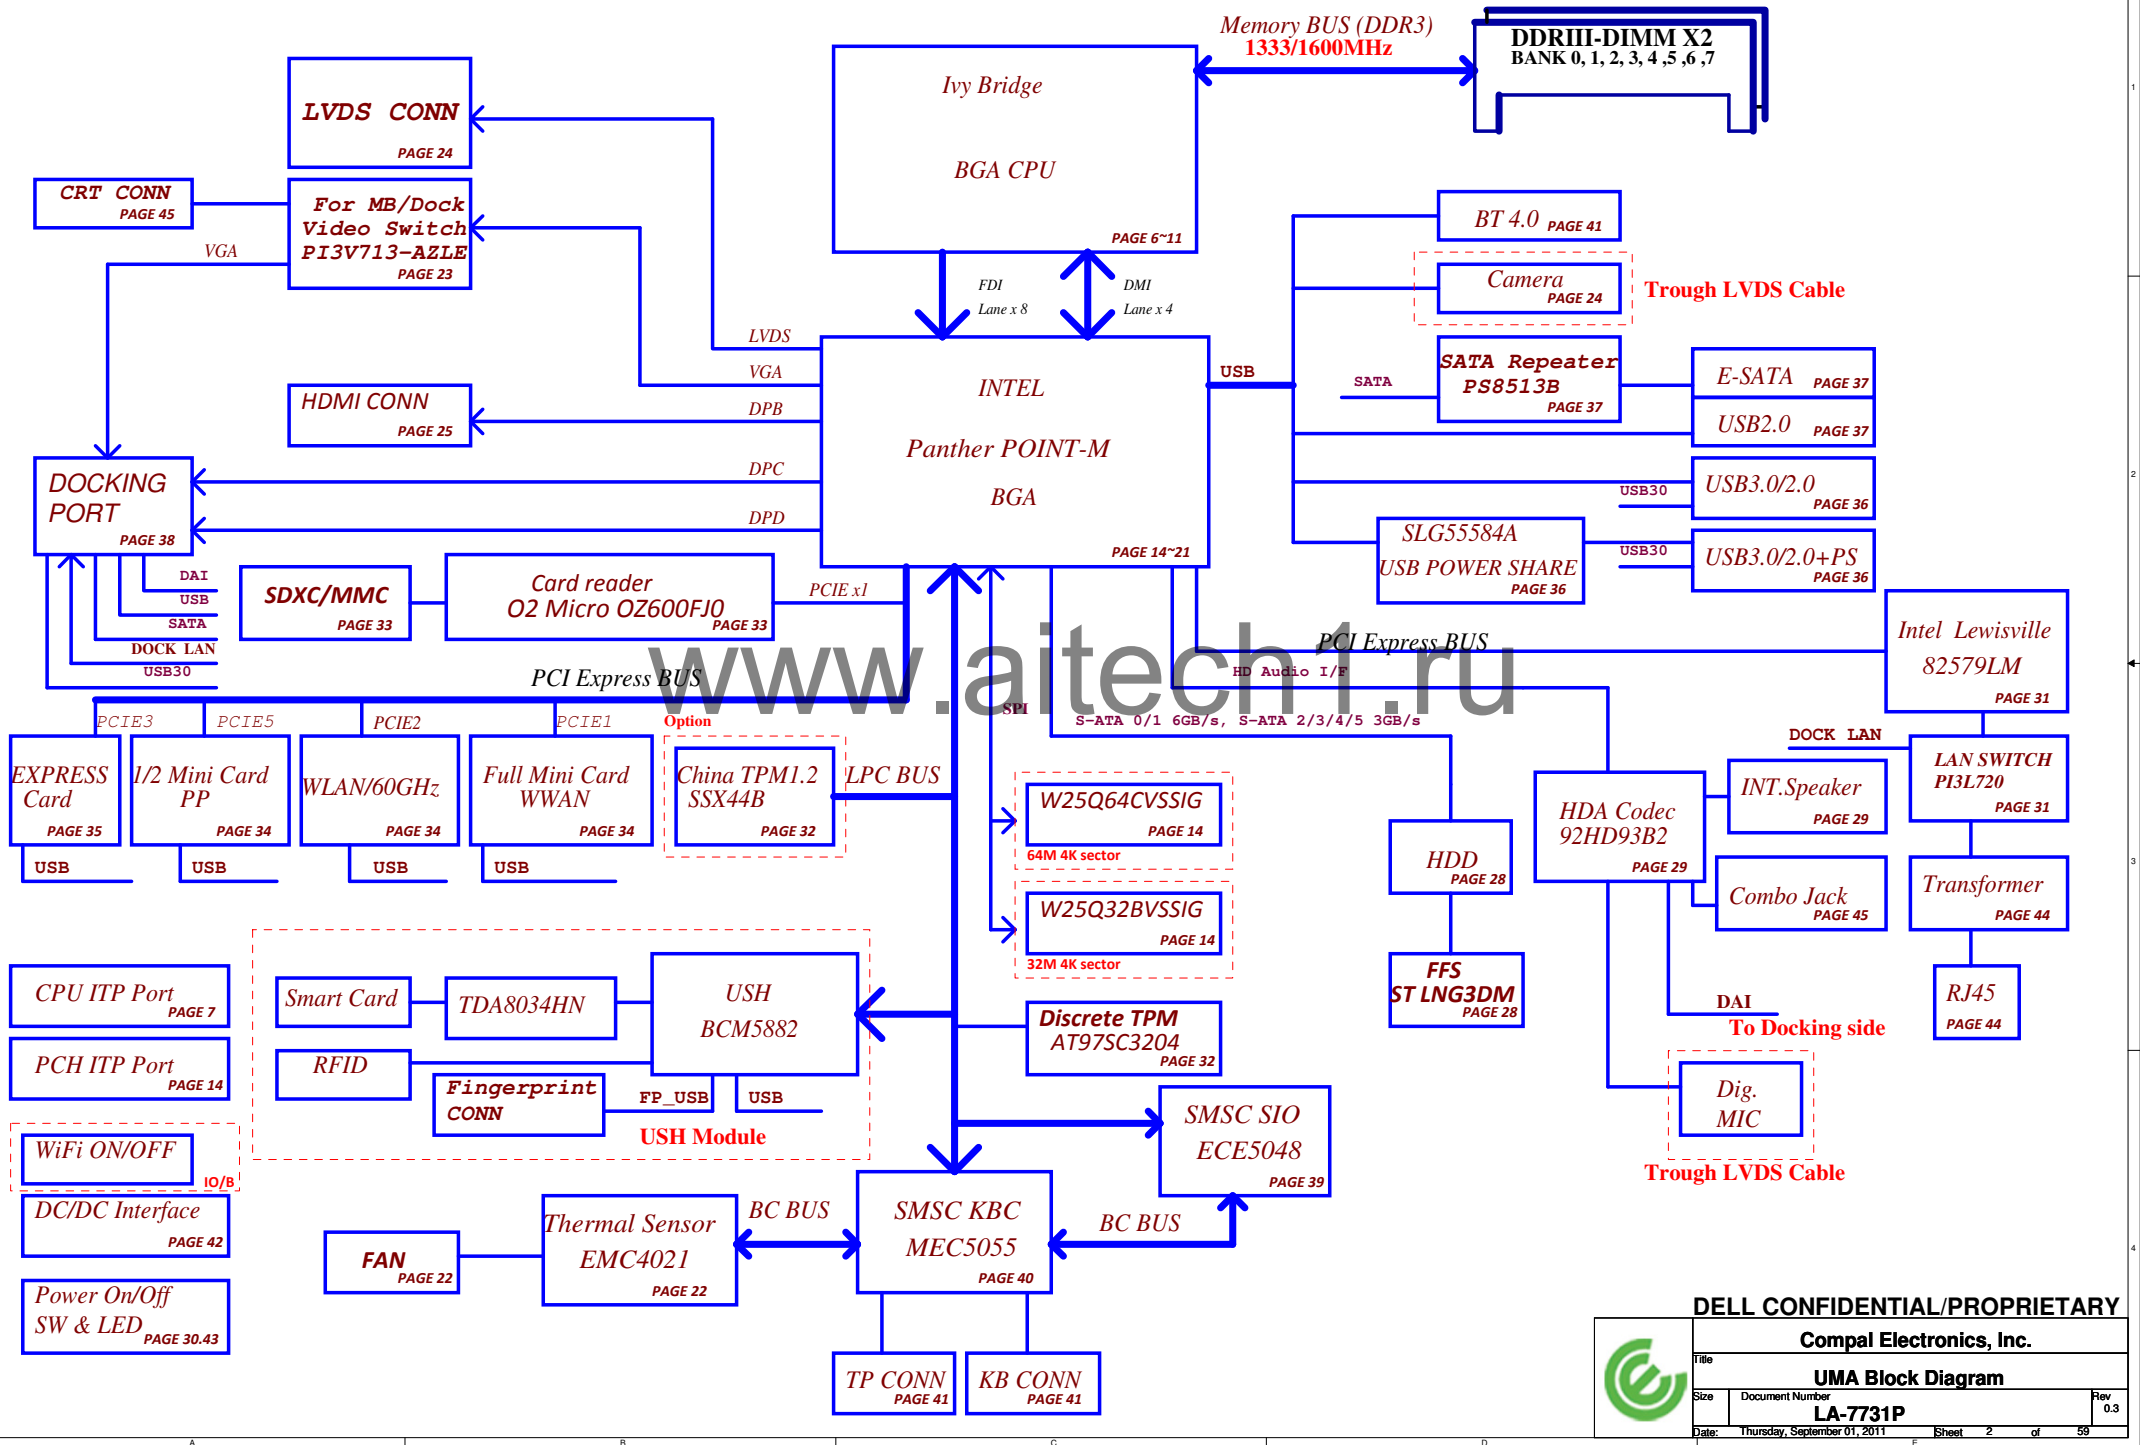 Memory BUS (DDR3)
1333/1600MHz
DDRIII-DIMM X2
BANK 0, 1, 2, 3, 4 ,5 ,6 ,7
Ivy Bridge
BGA CPU
PAGE 6~11
LVDS CONN
PAGE 24
CRT CONN
PAGE 45
For MB/Dock
Video Switch
PI3V713-AZLE
PAGE 23
VGA
FDI
Lane x 8
DMI
Lane x 4
BT 4.0 PAGE 41
Camera
PAGE 24
Trough LVDS Cable
LVDS
VGA
DPB
DPC
DPD
HDMI CONN
PAGE 25
INTEL
Panther POINT-M
BGA
PAGE 14~21
USB
SATA
SATA Repeater
PS8513B
PAGE 37
E-SATA PAGE 37
USB2.0 PAGE 37
USB30
USB3.0/2.0
PAGE 36
SLG55584A
USB POWER SHARE
PAGE 36
USB30
USB3.0/2.0+PS
PAGE 36
DOCKING
PORT
PAGE 38
DAI
USB
SATA
DOCK LAN
USB30
SDXC/MMC
PAGE 33
Card reader
O2 Micro OZ600FJ0
PAGE 33
PCIE x1
www.aitech1.ru
PCI Express BUS
PCI Express BUS
HD Audio I/F
SPI
S-ATA 0/1 6GB/s, S-ATA 2/3/4/5 3GB/s
Intel Lewisville
82579LM
PAGE 31
DOCK LAN
LAN SWITCH
PI3L720
PAGE 31
PCIE3
PCIE5
PCIE2
PCIE1
Option
EXPRESS
Card
PAGE 35
1/2 Mini Card
PP
PAGE 34
WLAN/60GHz
PAGE 34
Full Mini Card
WWAN
PAGE 34
China TPM1.2
SSX44B
PAGE 32
LPC BUS
USB
USB
USB
USB
W25Q64CVSSIG
PAGE 14
64M 4K sector
W25Q32BVSSIG
PAGE 14
32M 4K sector
HDD
PAGE 28
FFS
ST LNG3DM
PAGE 28
HDA Codec
92HD93B2
PAGE 29
INT.Speaker
PAGE 29
Combo Jack
PAGE 45
Transformer
PAGE 44
RJ45
PAGE 44
DAI
To Docking side
Dig.
MIC
Trough LVDS Cable
CPU ITP Port
PAGE 7
PCH ITP Port
PAGE 14
WiFi ON/OFF
IO/B
DC/DC Interface
PAGE 42
Power On/Off
SW & LED
PAGE 30.43
Smart Card
TDA8034HN
USH
BCM5882
RFID
Fingerprint
CONN
FP_USB
USB
USH Module
Discrete TPM
AT97SC3204
PAGE 32
SMSC SIO
ECE5048
PAGE 39
FAN
PAGE 22
Thermal Sensor
EMC4021
PAGE 22
BC BUS
SMSC KBC
MEC5055
PAGE 40
BC BUS
TP CONN
PAGE 41
KB CONN
PAGE 41
DELL CONFIDENTIAL/PROPRIETARY
Compal Electronics, Inc.
Title
UMA Block Diagram
Size
Document Number
Rev
LA-7731P
0.3
Date: Thursday, September 01, 2011 Sheet 2 of 59
1
2
3
4
A
B
C
D
E